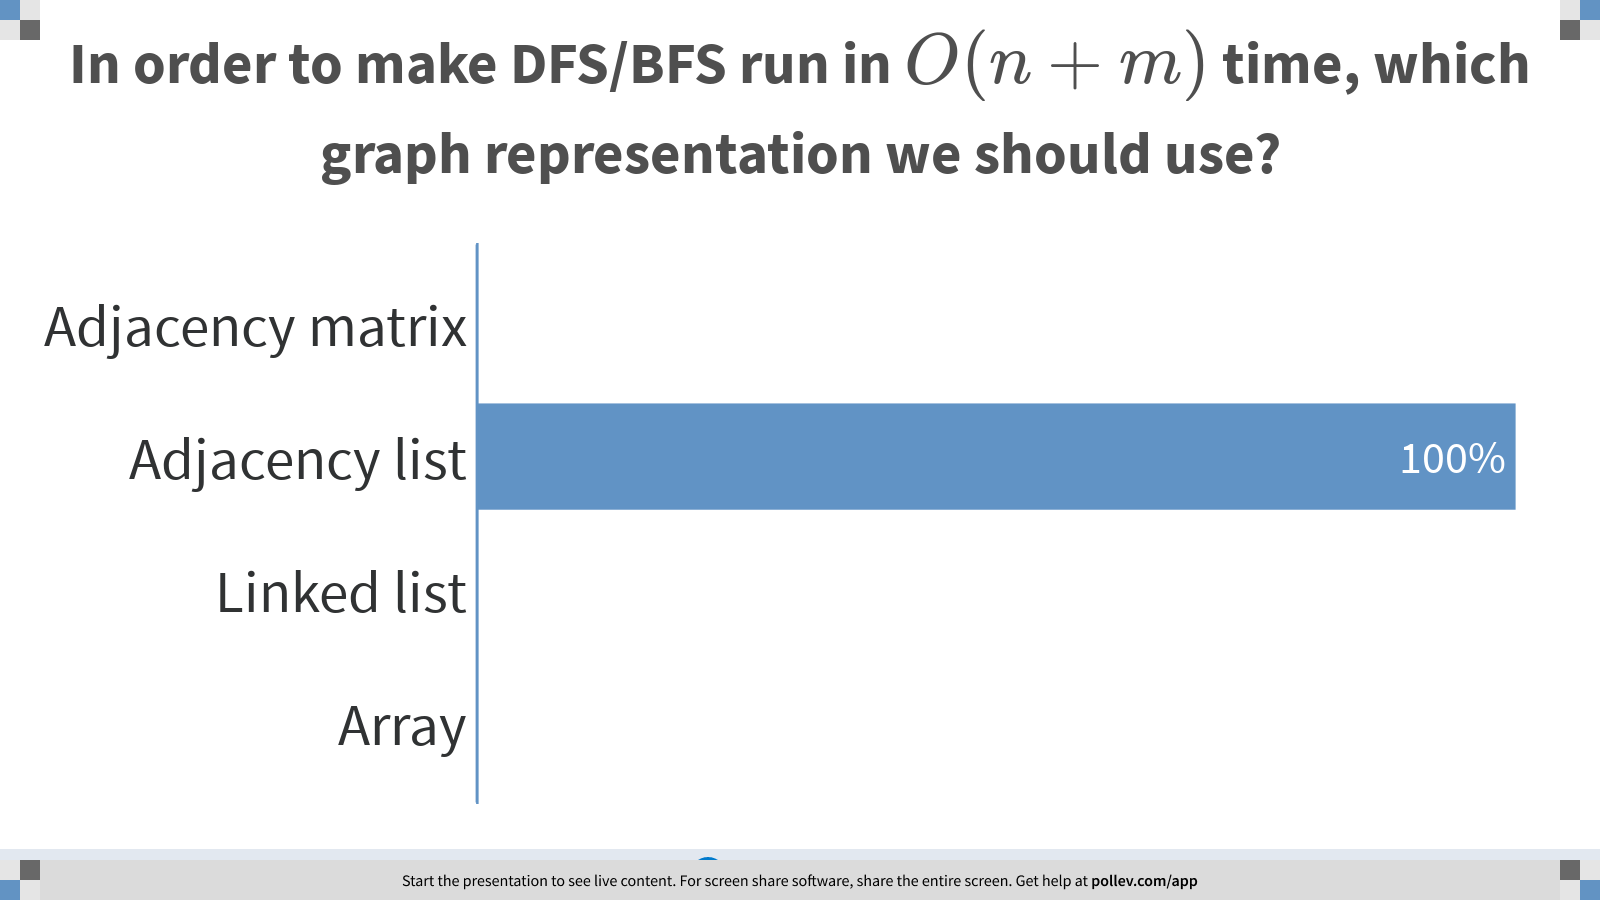 In order to make DFS/BFS run in O(n + m) time, which
graph representation we should use?
Adjacency matrix
Adjacency list
100%
Linked list
Array
Start the presentation to see live content. For screen share software, share the entire screen. Get help at pollev.com/app